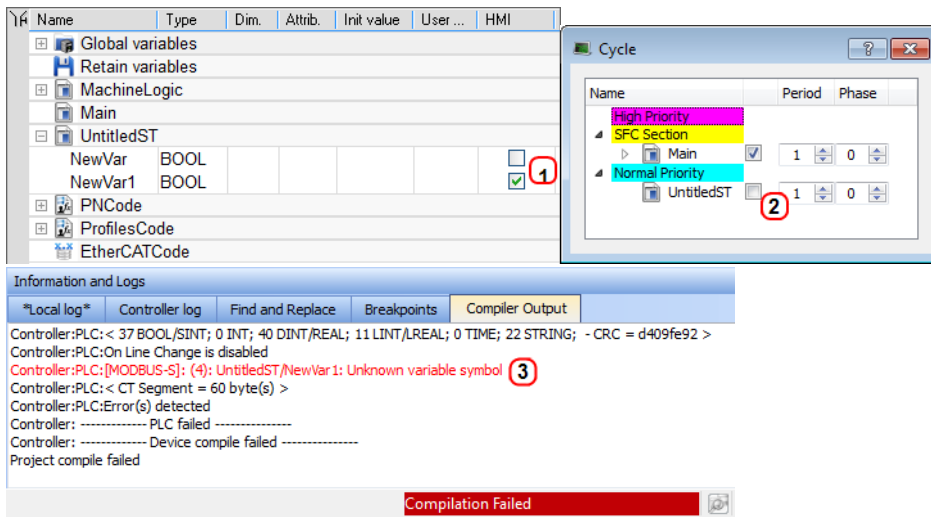 Name Type Dim. Attrib. Init value User ... HMI
Global variables
Retain variables
MachineLogic
Main
UntitledST
NewVar BOOL
1
NewVar1 BOOL
PNCode
ProfilesCode
EtherCATCode
Cycle
Name Period Phase
High Priority
SFC Section
Main 1 0
Normal Priority
UntitledST 1 0
2
Information and Logs
*Local log* Controller log Find and Replace Breakpoints Compiler Output
Controller:PLC:< 37 BOOL/SINT; 0 INT; 40 DINT/REAL; 11 LINT/LREAL; 0 TIME; 22 STRING; - CRC = d409fe92 >
Controller:PLC:On Line Change is disabled
Controller:PLC:[MODBUS-S]: (4): UntitledST/NewVar1: Unknown variable symbol 3
Controller:PLC:< CT Segment = 60 byte(s) >
Controller:PLC:Error(s) detected
Controller: ------------- PLC failed ---------------
Controller: ------------- Device compile failed ---------------
Project compile failed
Compilation Failed